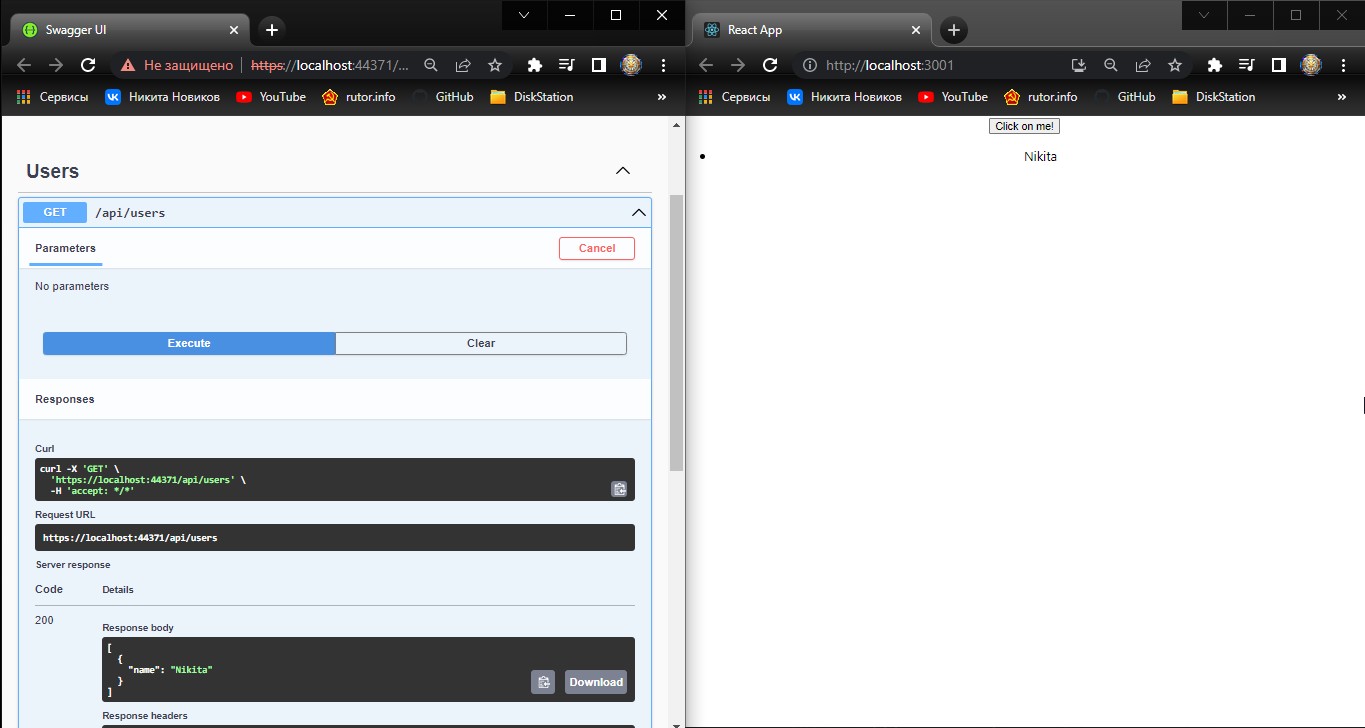 Swagger UI
Не защищено
https://localhost:44371/...
Сервисы
Никита Новиков
YouTube
rutor.info
GitHub
DiskStation
»
Users
GET /api/users
Parameters
Cancel
No parameters
Execute
Clear
Responses
Curl
curl -X 'GET' \
'https://localhost:44371/api/users' \
-H 'accept: */*'
Request URL
https://localhost:44371/api/users
Server response
Code
Details
200
Response body
[
{
"name": "Nikita"
}
]
Download
Response headers
React App
http://localhost:3001
Сервисы
Никита Новиков
YouTube
rutor.info
GitHub
DiskStation
»
Click on me!
• Nikita